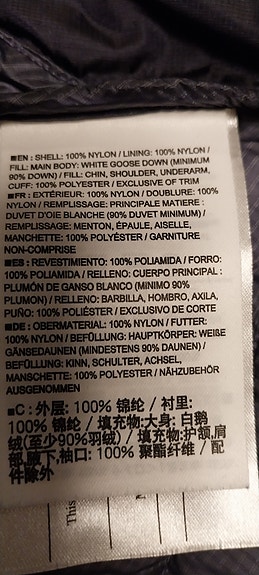 ■EN : SHELL: 100% NYLON / LINING: 100% NYLON /
FILL: MAIN BODY: WHITE GOOSE DOWN (MINIMUM
90% DOWN) / FILL: CHIN, SHOULDER, UNDERARM,
CUFF: 100% POLYESTER / EXCLUSIVE OF TRIM
■FR : EXTÉRIEUR: 100% NYLON / DOUBLURE: 100%
NYLON / REMPLISSAGE: PRINCIPALE MATIERE :
DUVET D'OIE BLANCHE (90% DUVET MINIMUM) /
REMPLISSAGE: MENTON, ÉPAULE, AISELLE,
MANCHETTE: 100% POLYÉSTER / GARNITURE
NON-COMPRISE
■ES : REVESTIMIENTO: 100% POLIAMIDA / FORRO:
100% POLIAMIDA / RELLENO: CUERPO PRINCIPAL :
PLUMÓN DE GANSO BLANCO (MINIMO 90%
PLUMON) / RELLENO: BARBILLA, HOMBRO, AXILA,
PUÑO: 100% POLIÉSTER / EXCLUSIVO DE CORTE
■DE : OBERMATERIAL: 100% NYLON / FUTTER:
100% NYLON / BEFÜLLUNG: HAUPTKÖRPER: WEIßE
GÄNSEDAUNEN (MINDESTENS 90% DAUNEN) /
BEFÜLLUNG: KINN, SCHULTER, ACHSEL,
MANSCHETTE: 100% POLYESTER / NÄHZUBEHÖR
AUSGENOMMEN
■C : 外层: 100% 锦纶 / 衬里:
100% 锦纶 / 填充物:大身: 白鹅
绒(至少90%羽绒) / 填充物:护颏,肩
部,腋下,袖口: 100% 聚酯纤维 / 配
件除外
This